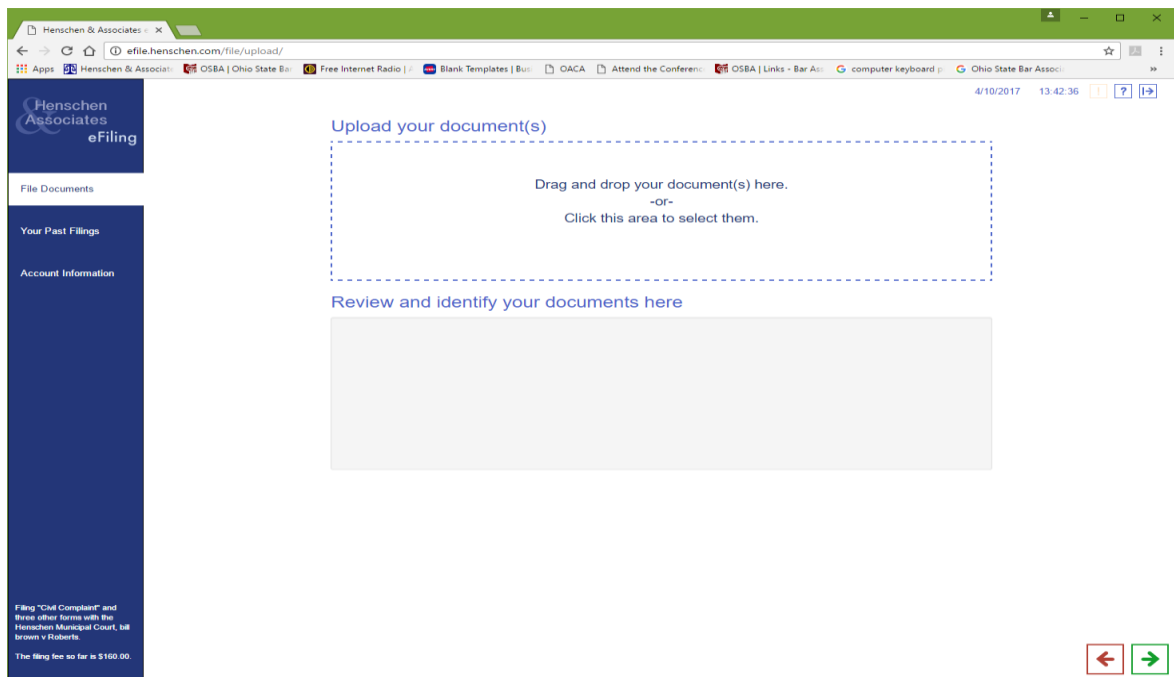 Henschen & Associates e
efile.henschen.com/file/upload/
Apps Henschen & Associat OSBA | Ohio State Bar Free Internet Radio | Blank Templates | Bus OACA Attend the Conferenc OSBA | Links - Bar As computer keyboard p Ohio State Bar Associ »
4/10/2017 13:42:36 ! ?
Henschen
& Associates
eFiling
Upload your document(s)
Drag and drop your document(s) here.
-or-
Click this area to select them.
File Documents
Your Past Filings
Account Information
Review and identify your documents here
Filing "Civil Complaint" and
three other forms with the
Henschen Municipal Court, bill
brown v Roberts.
The filing fee so far is $160.00.